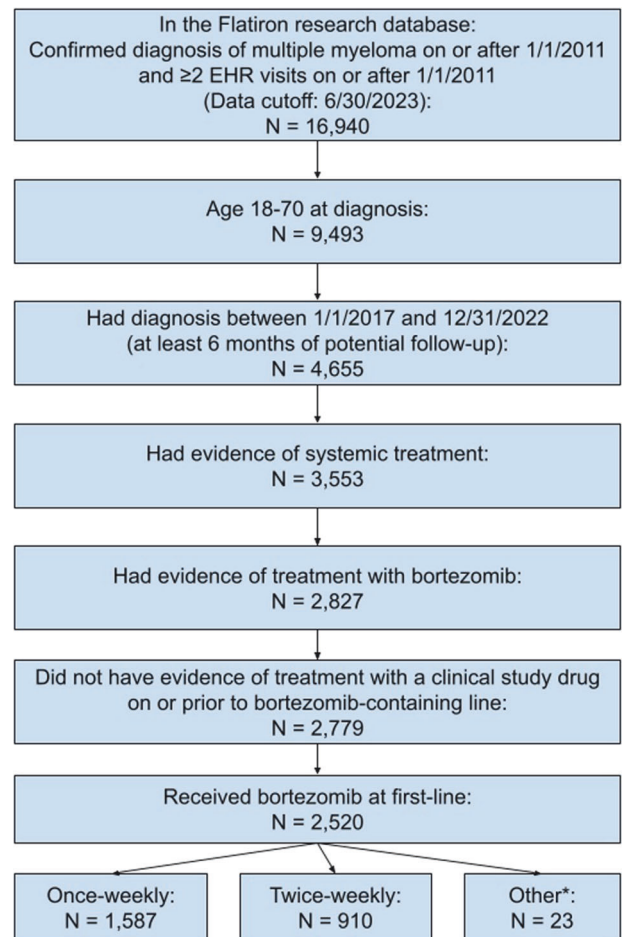 In the Flatiron research database:
Confirmed diagnosis of multiple myeloma on or after 1/1/2011
and ≥2 EHR visits on or after 1/1/2011
(Data cutoff: 6/30/2023):
N = 16,940
Age 18-70 at diagnosis:
N = 9,493
Had diagnosis between 1/1/2017 and 12/31/2022
(at least 6 months of potential follow-up):
N = 4,655
Had evidence of systemic treatment:
N = 3,553
Had evidence of treatment with bortezomib:
N = 2,827
Did not have evidence of treatment with a clinical study drug
on or prior to bortezomib-containing line:
N = 2,779
Received bortezomib at first-line:
N = 2,520
Once-weekly:
N = 1,587
Twice-weekly:
N = 910
Other*:
N = 23